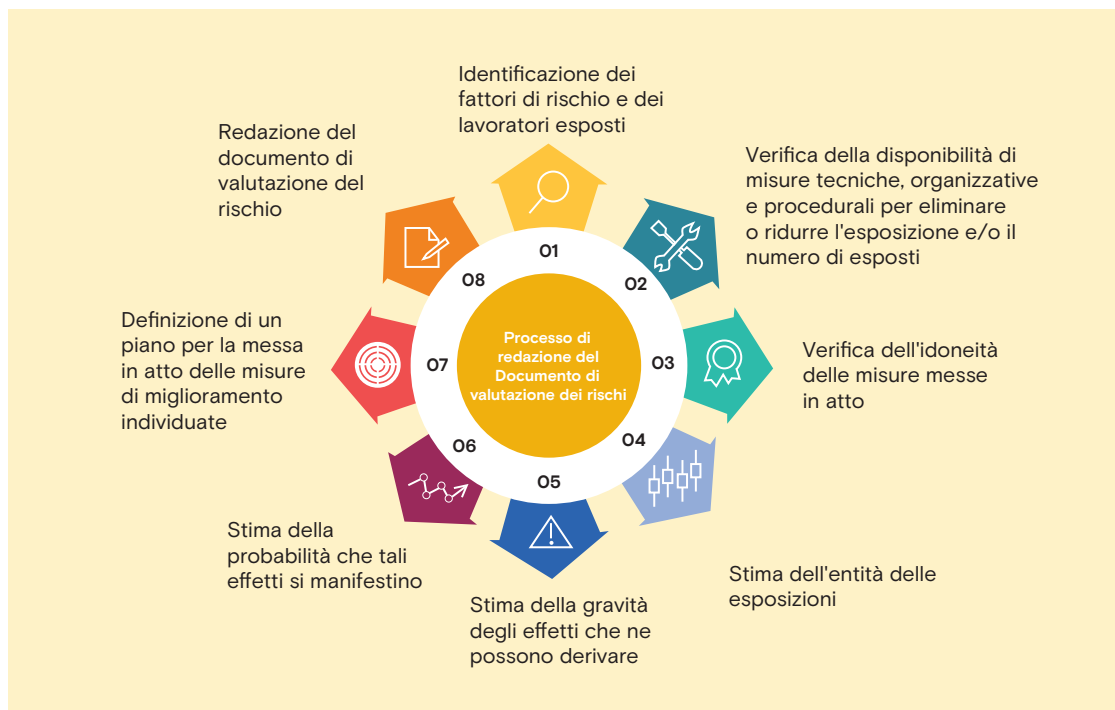 Processo di
redazione del
Documento di
valutazione dei rischi
01
Identificazione dei
fattori di rischio e dei
lavoratori esposti
02
Verifica della disponibilità di
misure tecniche, organizzative
e procedurali per eliminare
o ridurre l'esposizione e/o il
numero di esposti
03
Verifica dell'idoneità
delle misure messe
in atto
04
Stima dell'entità delle
esposizioni
05
Stima della gravità
degli effetti che ne
possono derivare
06
Stima della
probabilità che tali
effetti si manifestino
07
Definizione di un
piano per la messa
in atto delle misure
di miglioramento
individuate
08
Redazione del
documento di
valutazione del
rischio